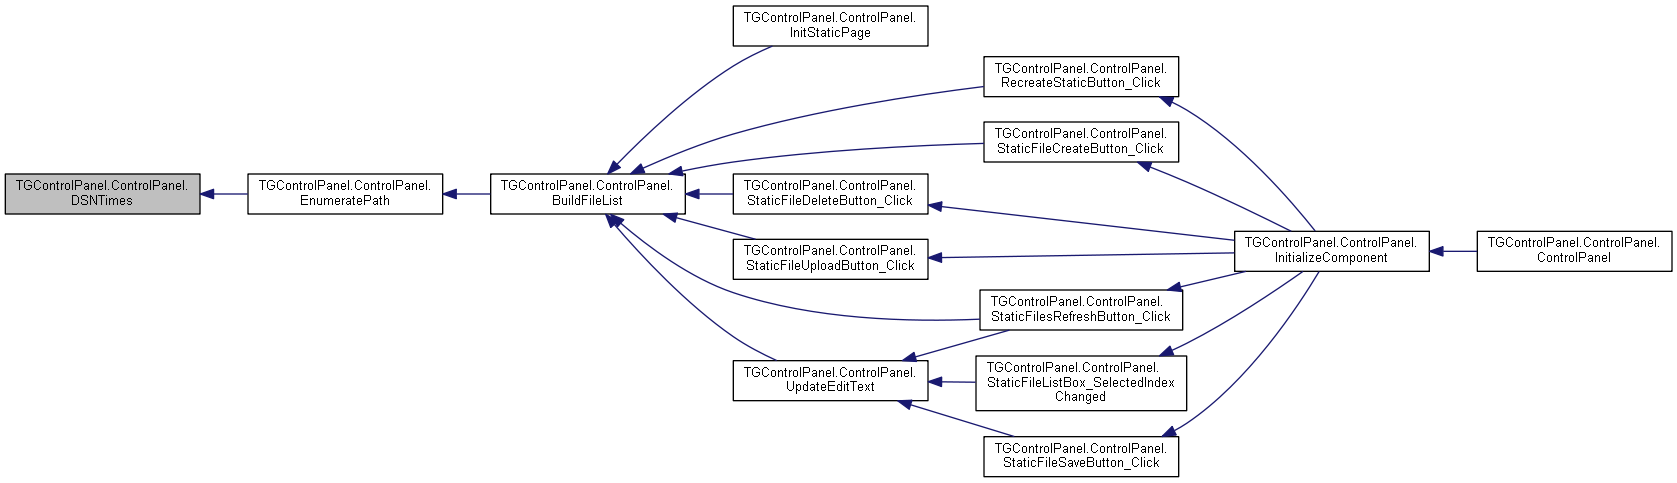 TGControlPanel.ControlPanel.
DSNTimes
TGControlPanel.ControlPanel.
EnumeratePath
TGControlPanel.ControlPanel.
BuildFileList
TGControlPanel.ControlPanel.
InitStaticPage
TGControlPanel.ControlPanel.
RecreateStaticButton_Click
TGControlPanel.ControlPanel.
StaticFileCreateButton_Click
TGControlPanel.ControlPanel.
StaticFileDeleteButton_Click
TGControlPanel.ControlPanel.
StaticFileUploadButton_Click
TGControlPanel.ControlPanel.
StaticFilesRefreshButton_Click
TGControlPanel.ControlPanel.
UpdateEditText
TGControlPanel.ControlPanel.
StaticFileListBox_SelectedIndex
Changed
TGControlPanel.ControlPanel.
StaticFileSaveButton_Click
TGControlPanel.ControlPanel.
InitializeComponent
TGControlPanel.ControlPanel.
ControlPanel